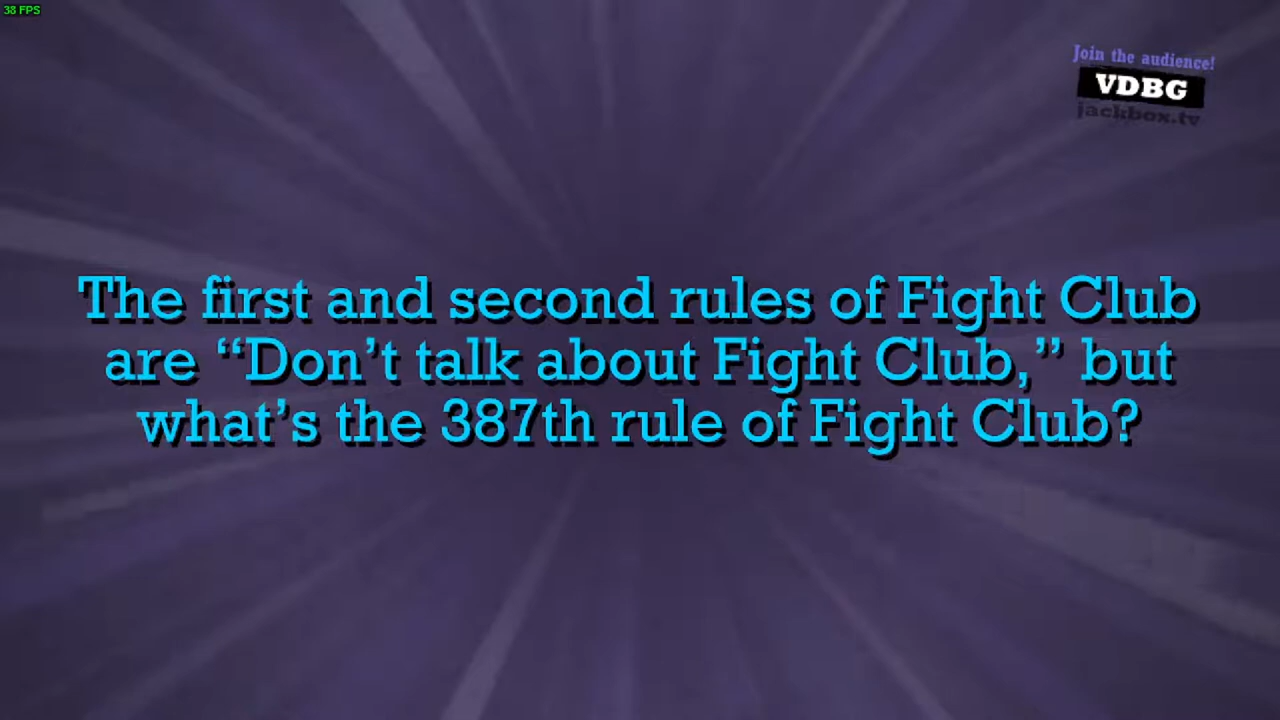 38 FPS
Join the audience!
VDBG
jackbox.tv
The first and second rules of Fight Club
are “Don’t talk about Fight Club,” but
what’s the 387th rule of Fight Club?